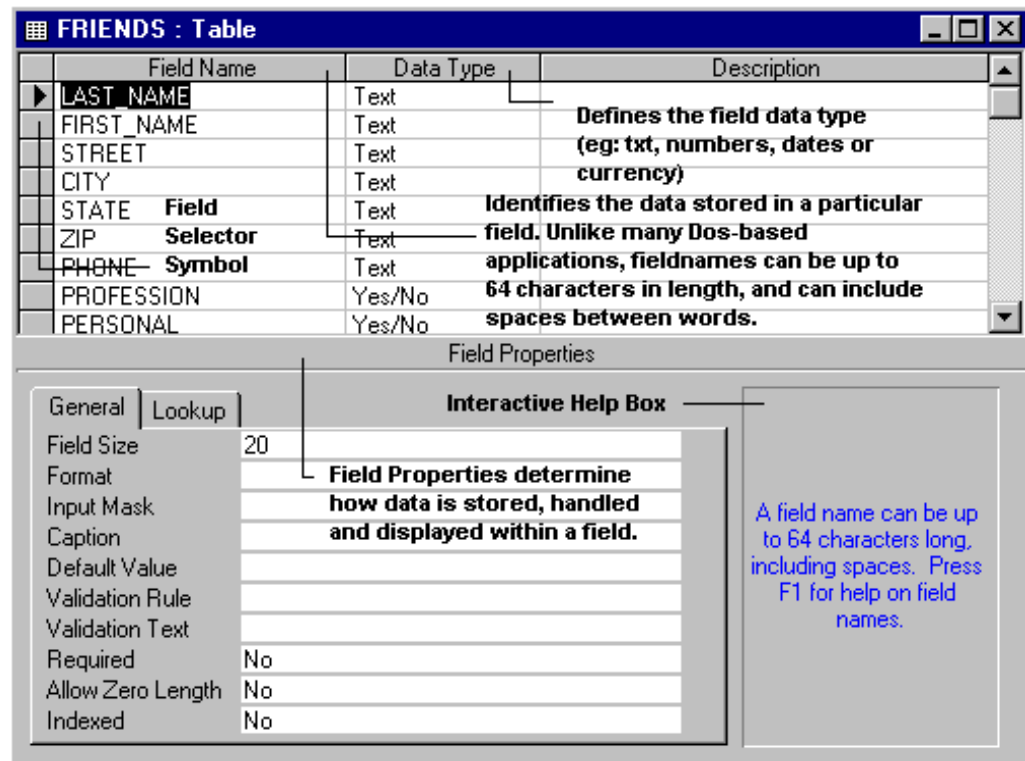 FRIENDS : Table
Field Name Data Type Description
LAST_NAME Text
FIRST_NAME Text
STREET Text
CITY Text
STATE Text
ZIP Text
PHONE Text
PROFESSION Yes/No
PERSONAL Yes/No
Field
Selector
Symbol
Defines the field data type
(eg: txt, numbers, dates or
currency)
Identifies the data stored in a particular
field. Unlike many Dos-based
applications, fieldnames can be up to
64 characters in length, and can include
spaces between words.
Field Properties
General Lookup
Interactive Help Box
Field Size 20
Format
Input Mask
Caption
Default Value
Validation Rule
Validation Text
Required No
Allow Zero Length No
Indexed No
Field Properties determine
how data is stored, handled
and displayed within a field.
A field name can be up
to 64 characters long,
including spaces. Press
F1 for help on field
names.